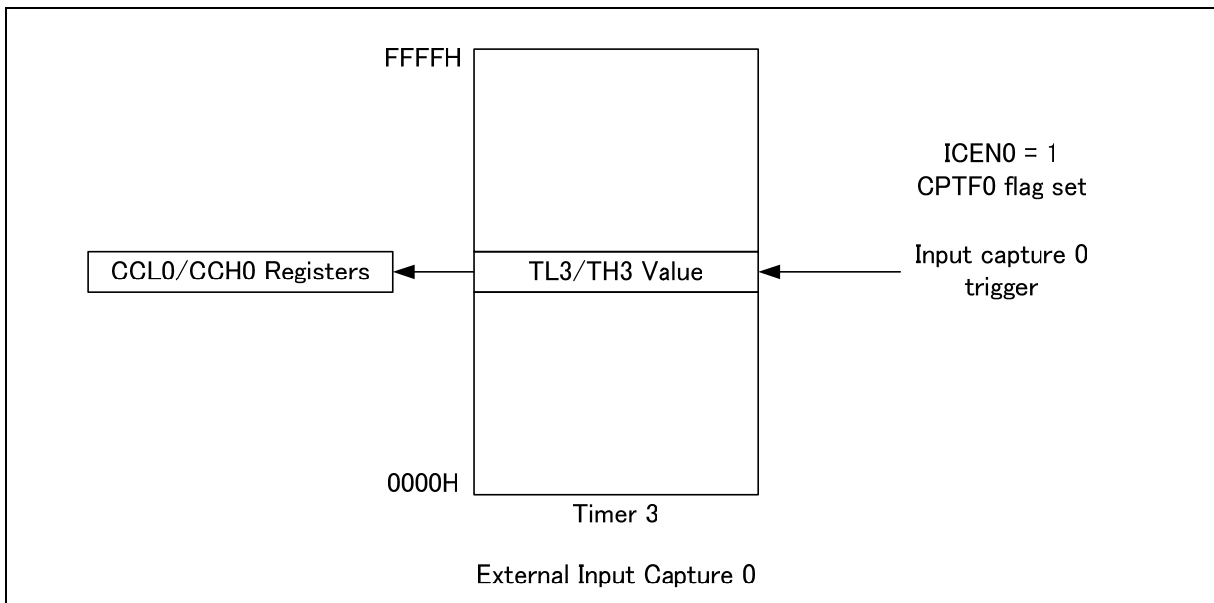 FFFFH
ICEN0 = 1
CPTF0 flag set
CCL0/CCH0 Registers
TL3/TH3 Value
Input capture 0
trigger
0000H
Timer 3
External Input Capture 0